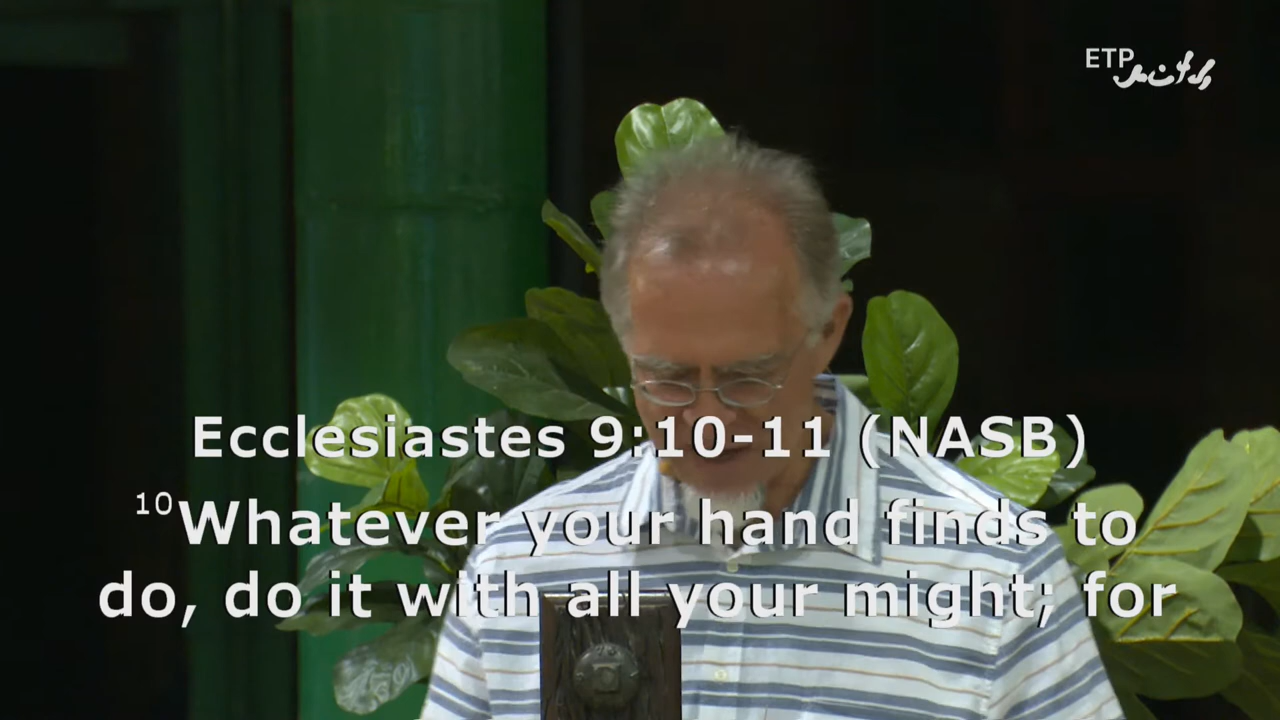 ETP
Ecclesiastes 9:10-11 (NASB)
10Whatever your hand finds to
do, do it with all your might; for